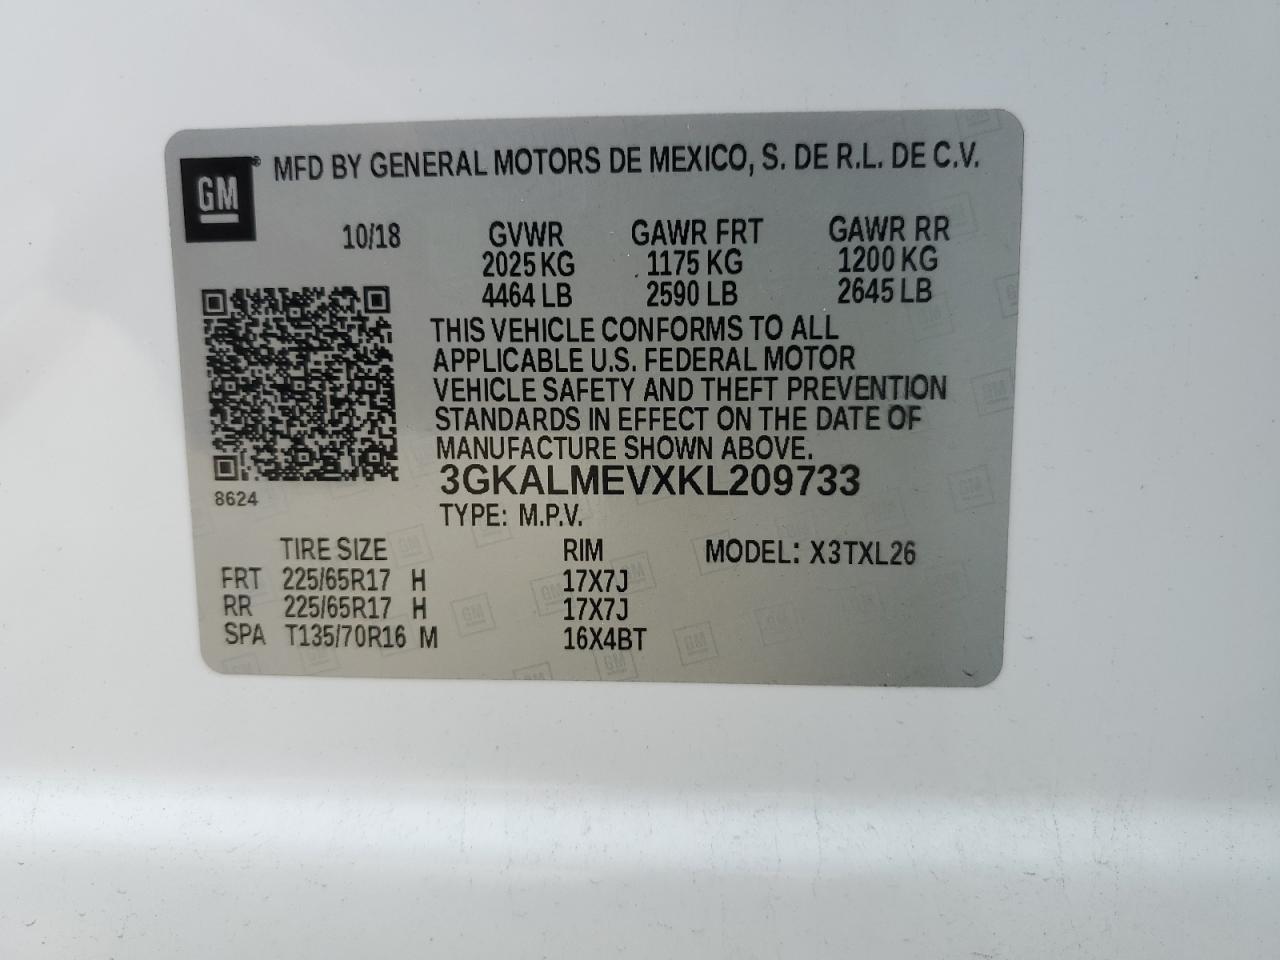 GM ® MFD BY GENERAL MOTORS DE MEXICO, S. DE R.L. DE C.V.
10/18 GVWR GAWR FRT GAWR RR
2025 KG 1175 KG 1200 KG
4464 LB 2590 LB 2645 LB
THIS VEHICLE CONFORMS TO ALL
APPLICABLE U.S. FEDERAL MOTOR
VEHICLE SAFETY AND THEFT PREVENTION
STANDARDS IN EFFECT ON THE DATE OF
MANUFACTURE SHOWN ABOVE.
3GKALMEVXKL209733
8624
TYPE: M.P.V.
TIRE SIZE RIM MODEL: X3TXL26
FRT 225/65R17 H 17X7J
RR 225/65R17 H 17X7J
SPA T135/70R16 M 16X4BT